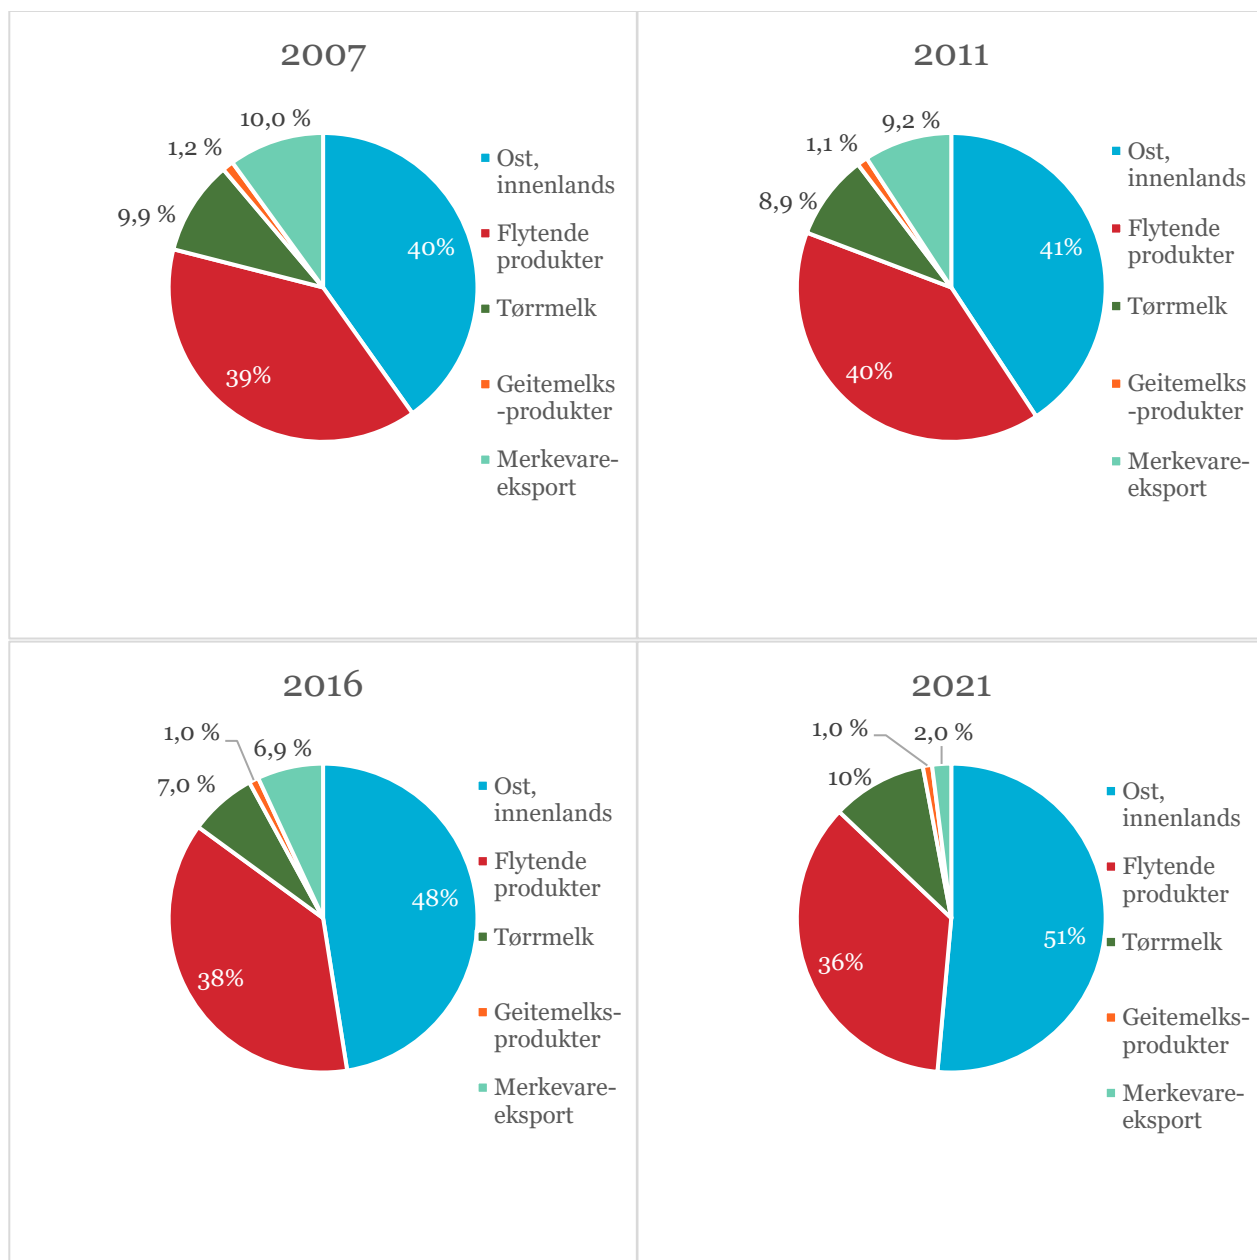 2007
10,0 %
1,2 %
9,9 %
40%
39%
Ost,
innenlands
Flytende
produkter
Tørrmelk
Geitemelks
-produkter
Merkevare-
eksport
2011
9,2 %
1,1 %
8,9 %
41%
40%
Ost,
innenlands
Flytende
produkter
Tørrmelk
Geitemelks
-produkter
Merkevare-
eksport
2016
1,0 %
6,9 %
7,0 %
48%
38%
Ost,
innenlands
Flytende
produkter
Tørrmelk
Geitemelks-
produkter
Merkevare-
eksport
2021
1,0 %
2,0 %
10%
51%
36%
Ost,
innenlands
Flytende
produkter
Tørrmelk
Geitemelks-
produkter
Merkevare-
eksport